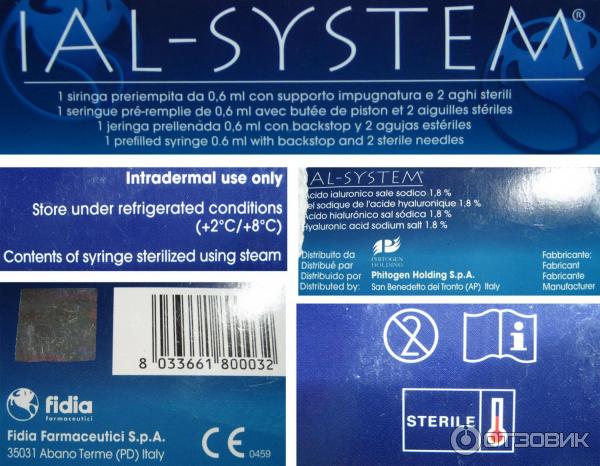 IAL-SYSTEM®
1 siringa preriempita da 0,6 ml con supporto impugnatura e 2 aghi sterili
1 seringue pré-remplie de 0,6 ml avec butée de piston et 2 aiguilles stériles
1 jeringa prellenada 0,6 ml con backstop y 2 agujas estériles
1 prefilled syringe 0.6 ml with backstop and 2 sterile needles
Intradermal use only
Store under refrigerated conditions
(+2°C/+8°C)
Contents of syringe sterilized using steam
IAL-SYSTEM®
Acido ialuronico sale sodico 1,8 %
Sel sodique de l'acide hyaluronique 1,8 %
Ácido hialurónico sal sódica 1,8 %
Hyaluronic acid sodium salt 1.8 %
PHITOGEN
HOLDING
Distribuito da
Distribué par
Distribuido por
Distributed by:
Phitogen Holding S.p.A.
San Benedetto del Tronto (AP) Italy
Fabbricante:
Fabricant
Fabricante
Manufacturer
8 033661 800032
fidia
farmaceutici
Fidia Farmaceutici S.p.A.
35031 Abano Terme (PD) Italy
CE 0459
2
i
STERILE
ОТЗОВИК